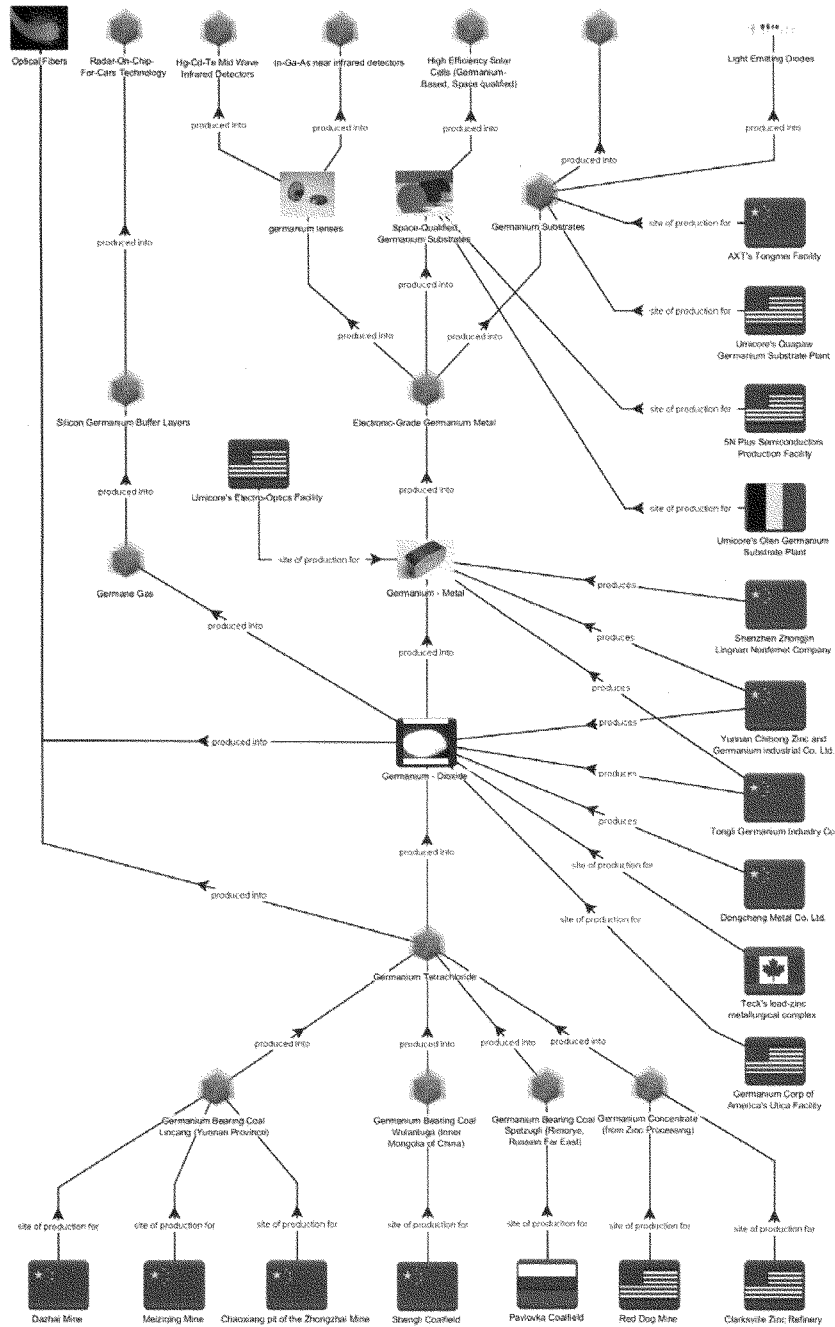 Optical Fibers
Radar-On-Chip-
For-Cars Technology
Hg-Cd-Te Mid Wave
Infrared Detectors
In-Ga-As near infrared detectors
High Efficiency Solar
Cells (Germanium-
Based, Space qualified)
Light Emitting Diodes
produced into
produced into
produced into
produced into
produced into
germanium lenses
Space-Qualified
Germanium Substrates
Germanium Substrates
site of production for
AXT's Tongmei Facility
produced into
produced into
site of production for
Umicore's Quapaw
Germanium Substrate Plant
produced into
produced into
Silicon Germanium Buffer Layers
Electronic-Grade Germanium Metal
site of production for
5N Plus Semiconductors
Production Facility
Umicore's Electro-Optics Facility
produced into
produced into
site of production for
Umicore's Olen Germanium
Substrate Plant
site of production for
Germane Gas
Germanium - Metal
produces
Shenzhen Zhongjin
Lingnan Nonfemet Company
produced into
produces
produced into
produces
produces
Yunnan Chihong Zinc and
Germanium Industrial Co. Ltd.
produced into
Germanium - Dioxide
produces
Tongli Germanium Industry Co
produces
produced into
site of production for
produced into
Dongcheng Metal Co. Ltd.
site of production for
Germanium Tetrachloride
Teck's lead-zinc
metallurgical complex
produced into
produced into
produced into
produced into
Germanium Corp of
America's Utica Facility
Germanium Bearing Coal
Lincang (Yunnan Province)
Germanium Bearing Coal
Wulantuga (Inner
Mongolia of China)
Germanium Bearing Coal
Spetzugli (Rimorye,
Russian Far East)
Germanium Concentrate
(from Zinc Processing)
site of production for
site of production for
site of production for
site of production for
site of production for
site of production for
site of production for
Dazhai Mine
Meiziqing Mine
Chaoxiang pit of the Zhongzhai Mine
Shengli Coalfield
Pavlovka Coalfield
Red Dog Mine
Clarksville Zinc Refinery